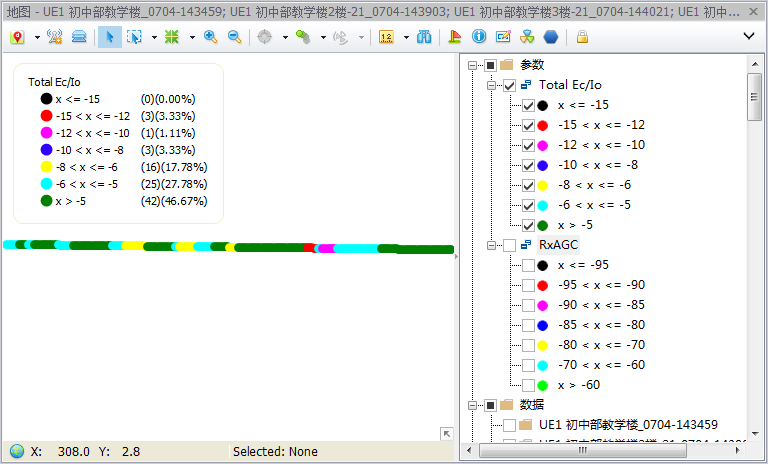 地图 - UE1 初中部教学楼_0704-143459; UE1 初中部教学楼2楼-21_0704-143903; UE1 初中部教学楼3楼-21_0704-144021; UE1 初中...
1.2
Total Ec/Io
x <= -15 (0)(0.00%)
-15 < x <= -12 (3)(3.33%)
-12 < x <= -10 (1)(1.11%)
-10 < x <= -8 (3)(3.33%)
-8 < x <= -6 (16)(17.78%)
-6 < x <= -5 (25)(27.78%)
x > -5 (42)(46.67%)
参数
Total Ec/Io
x <= -15
-15 < x <= -12
-12 < x <= -10
-10 < x <= -8
-8 < x <= -6
-6 < x <= -5
x > -5
RxAGC
x <= -95
-95 < x <= -90
-90 < x <= -85
-85 < x <= -80
-80 < x <= -70
-70 < x <= -60
x > -60
数据
UE1 初中部教学楼_0704-143459
X: 308.0 Y: 2.8 Selected: None